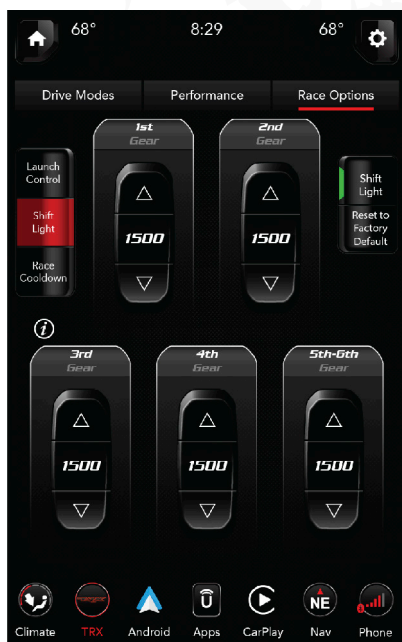 68° 8:29 68°
Drive Modes Performance Race Options
1st 2nd
Gear Gear
Launch
Control
Shift
Light
Race
Cooldown
1500 1500
Shift
Light
Reset to
Factory
Default
i
3rd 4th 5th-6th
Gear Gear Gear
1500 1500 1500
NE
Climate TRX Android Apps CarPlay Nav Phone